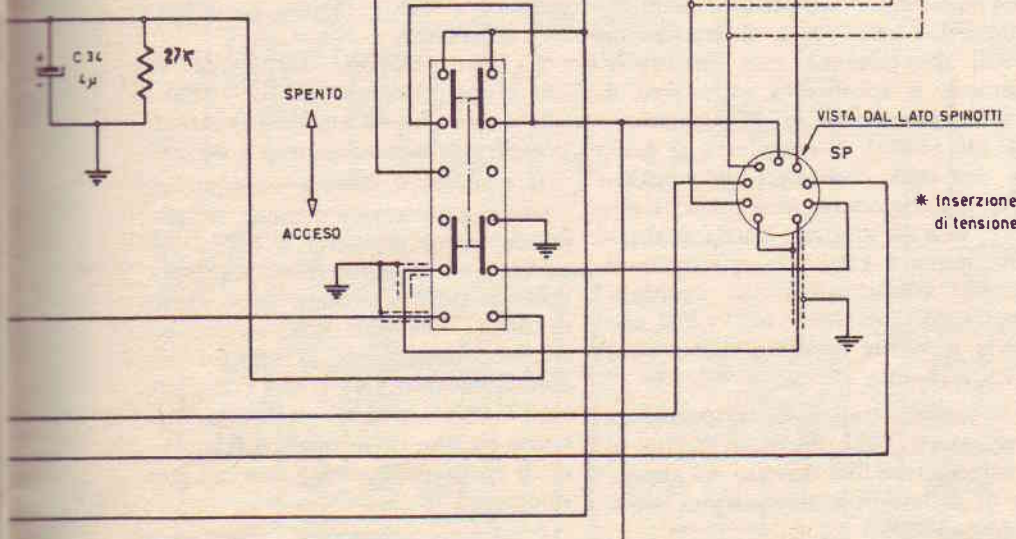 C 34
4µ
27K
SPENTO
ACCESO
VISTA DAL LATO SPINOTTI
SP
* Inserzione
di tensione